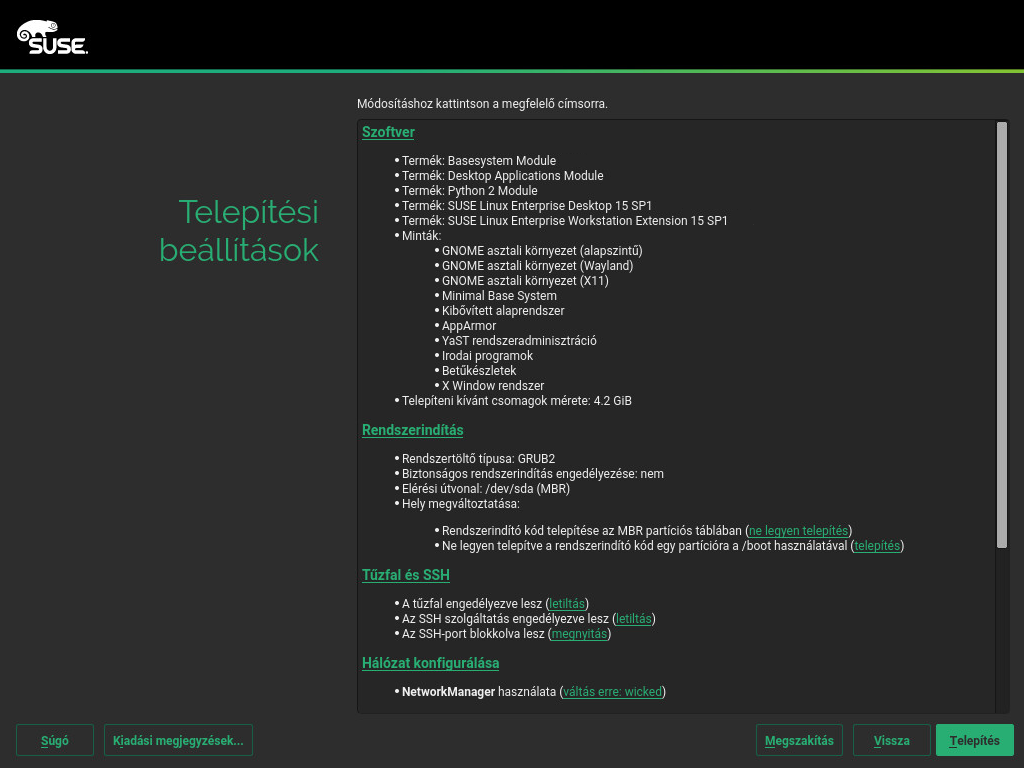 SUSE.
Módosításhoz kattintson a megfelelő címsorra.
Telepítési
beállítások
Szoftver
Termék: Basesystem Module
Termék: Desktop Applications Module
Termék: Python 2 Module
Termék: SUSE Linux Enterprise Desktop 15 SP1
Termék: SUSE Linux Enterprise Workstation Extension 15 SP1
Minták:
GNOME asztali környezet (alapszintű)
GNOME asztali környezet (Wayland)
GNOME asztali környezet (X11)
Minimal Base System
Kibővített alaprendszer
AppArmor
YaST rendszeradminisztráció
Irodai programok
Betűkészletek
X Window rendszer
Telepíteni kívánt csomagok mérete: 4.2 GiB
Rendszerindítás
Rendszertöltő típusa: GRUB2
Biztonságos rendszerindítás engedélyezése: nem
Elérési útvonal: /dev/sda (MBR)
Hely megváltoztatása:
Rendszerindító kód telepítése az MBR partíciós táblában (ne legyen telepítés)
Ne legyen telepítve a rendszerindító kód egy partícióra a /boot használatával (telepítés)
Tűzfal és SSH
A tűzfal engedélyezve lesz (letiltás)
Az SSH szolgáltatás engedélyezve lesz (letiltás)
Az SSH-port blokkolva lesz (megnyitás)
Hálózat konfigurálása
NetworkManager használata (váltás erre: wicked)
Súgó
Kiadási megjegyzések...
Megszakítás
Vissza
Telepítés